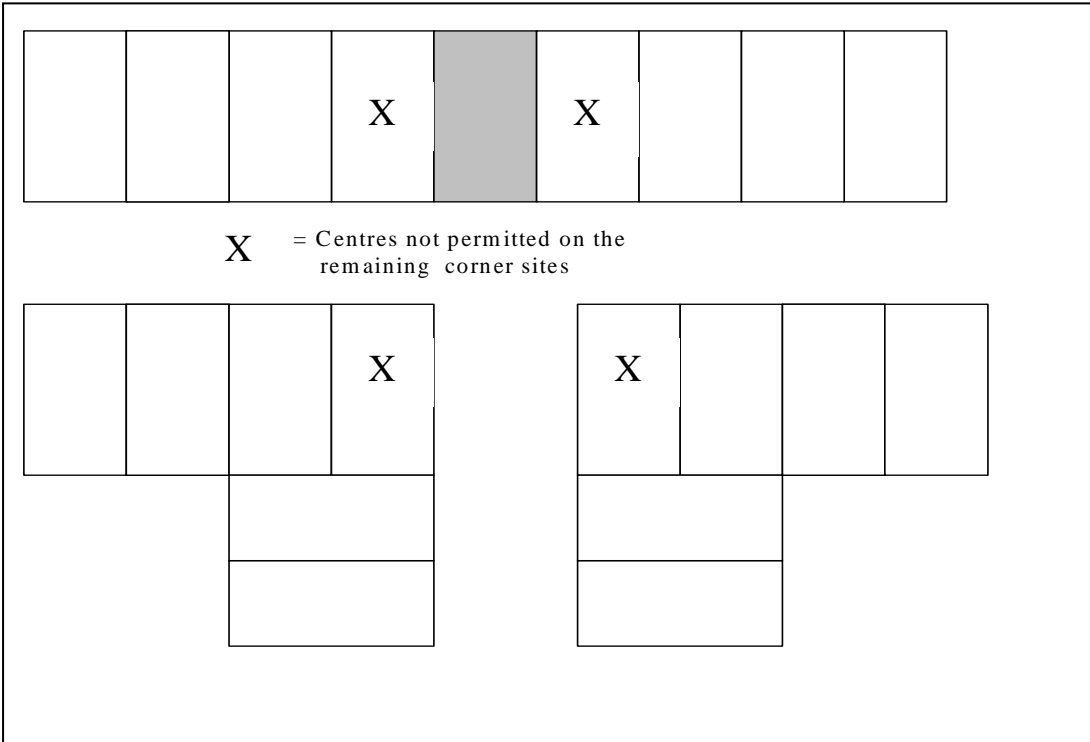 X X
X = Centres not permitted on the
remaining corner sites
X X